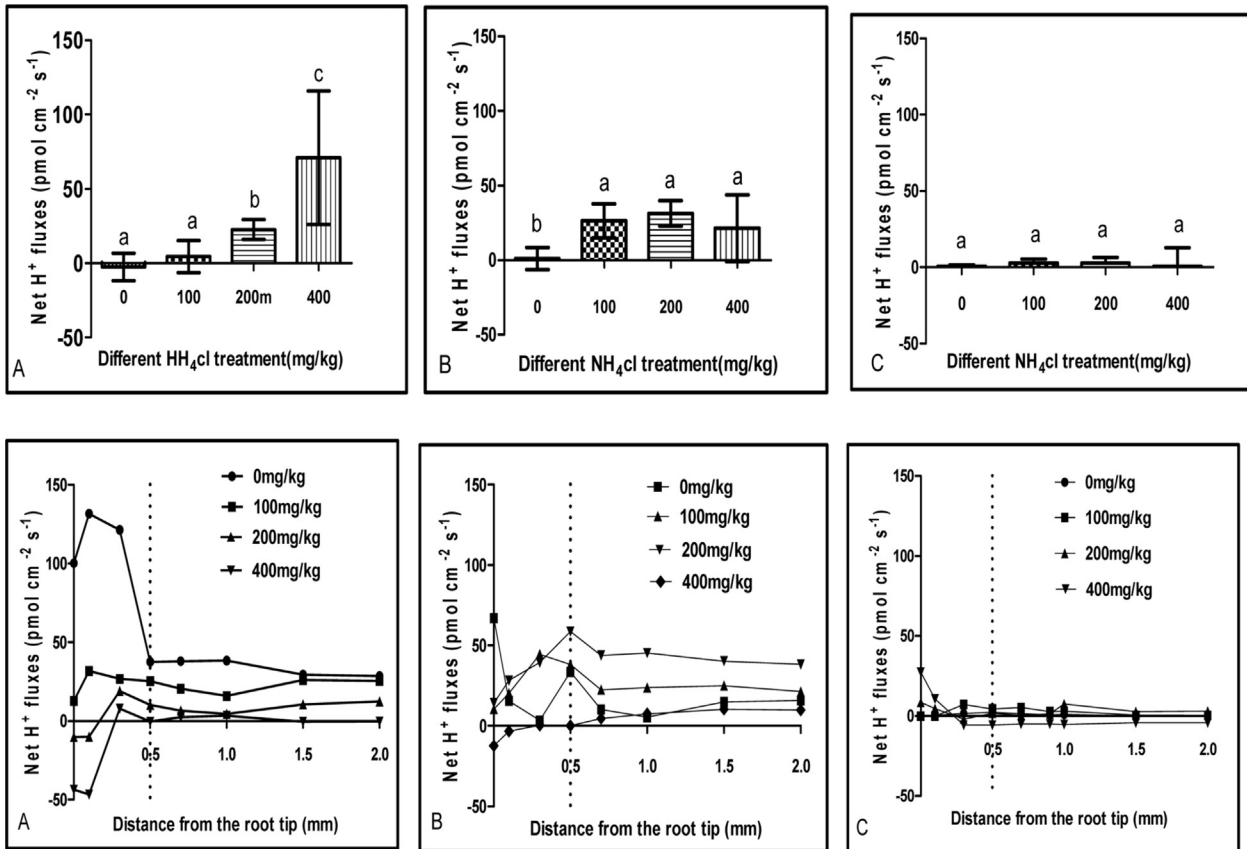 150
100
50
0
-50
Net H+ fluxes (pmol cm -2 s-1)
a
a
b
c
0
100
200m
400
Different HH4cl treatment(mg/kg)
A
150
100
50
0
-50
Net H+ fluxes (pmol cm -2 s-1)
b
a
a
a
0
100
200
400
Different NH4cl treatment(mg/kg)
B
150
100
50
0
-50
Net H+ fluxes (pmol cm -2 s-1)
a
a
a
a
0
100
200
400
Different NH4cl treatment(mg/kg)
C
150
100
50
0
-50
Net H+ fluxes (pmol cm -2 s-1)
0mg/kg
100mg/kg
200mg/kg
400mg/kg
0.5
1.0
1.5
2.0
Distance from the root tip (mm)
A
150
100
50
0
-50
Net H+ fluxes (pmol cm -2 s-1)
0mg/kg
100mg/kg
200mg/kg
400mg/kg
0.5
1.0
1.5
2.0
Distance from the root tip (mm)
B
150
100
50
0
-50
Net H+ fluxes (pmol cm -2 s-1)
0mg/kg
100mg/kg
200mg/kg
400mg/kg
0.5
1.0
1.5
2.0
Distance from the root tip (mm)
C